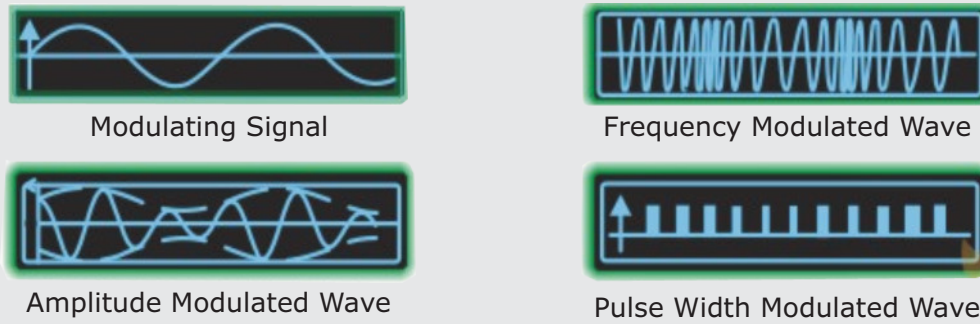 Modulating Signal
Frequency Modulated Wave
Amplitude Modulated Wave
Pulse Width Modulated Wave